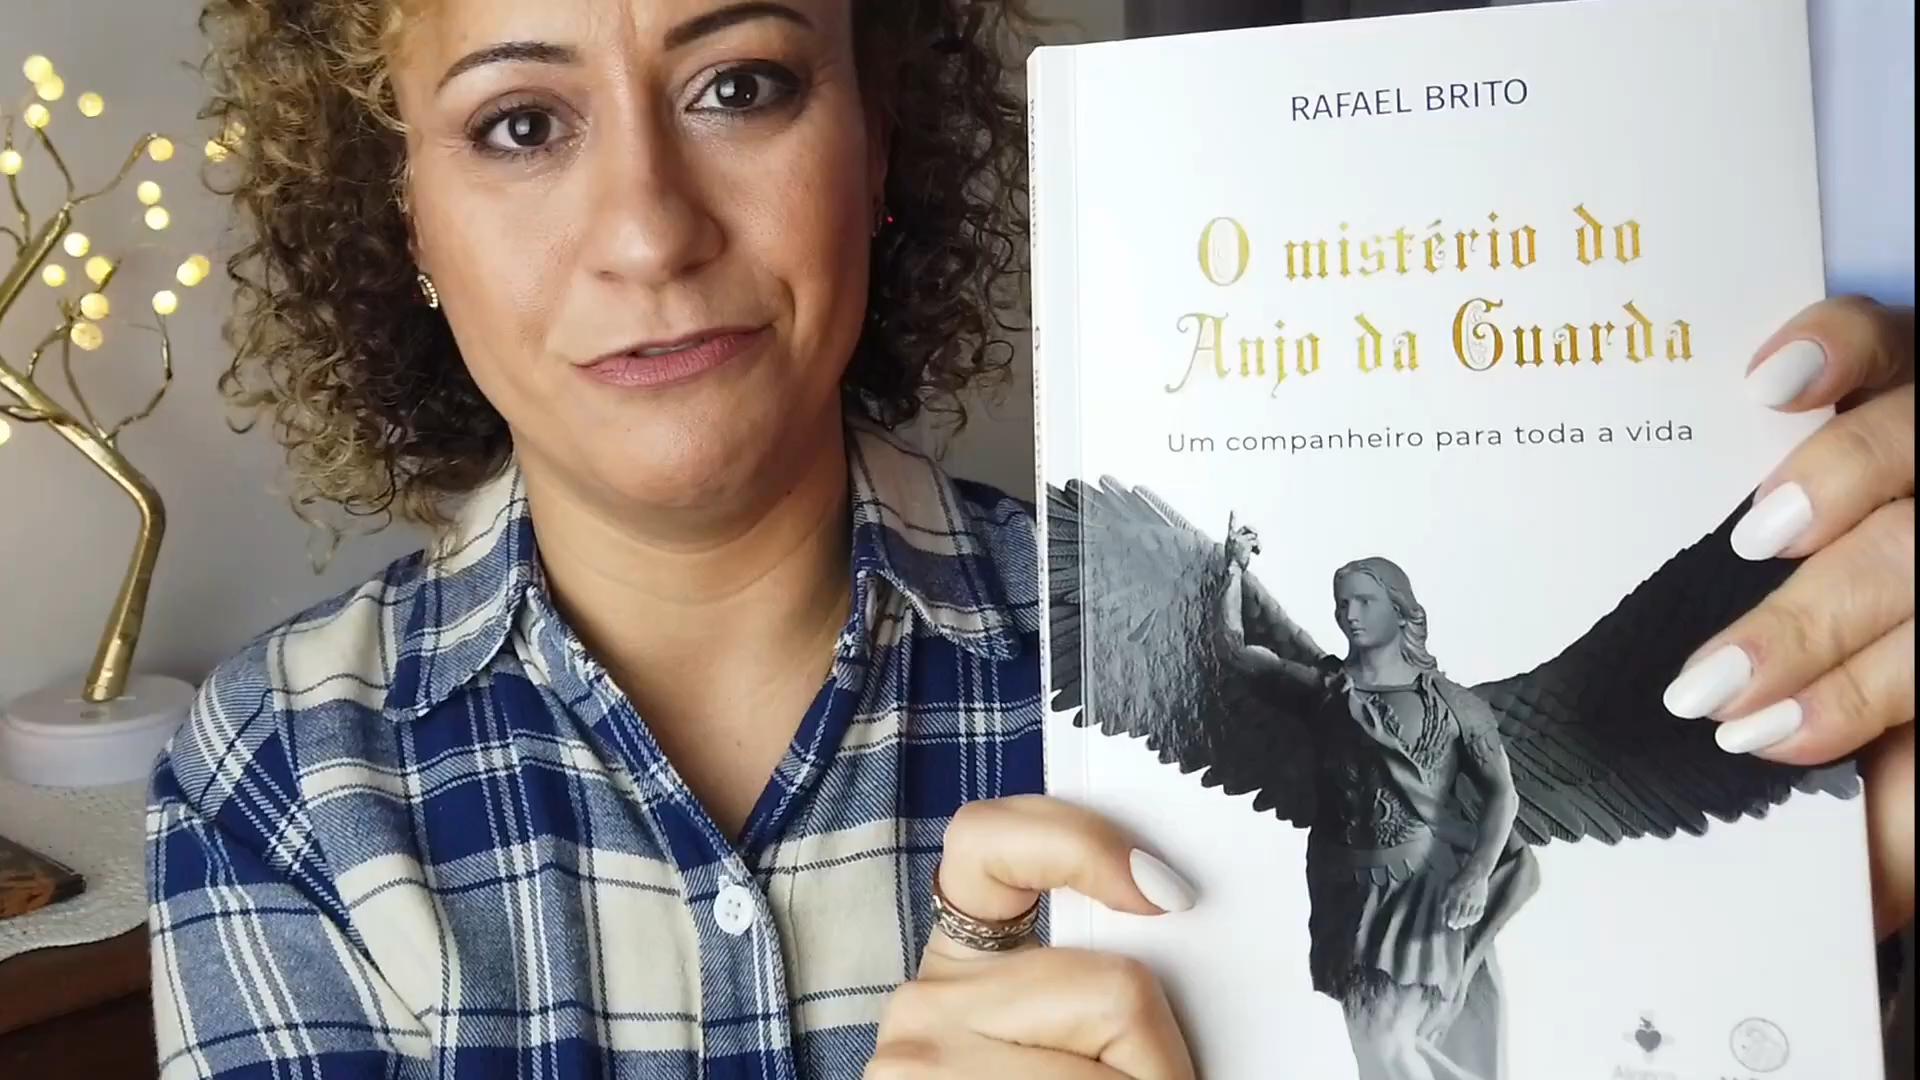 RAFAEL BRITO
O mistério do
Anjo da Guarda
Um companheiro para toda a vida